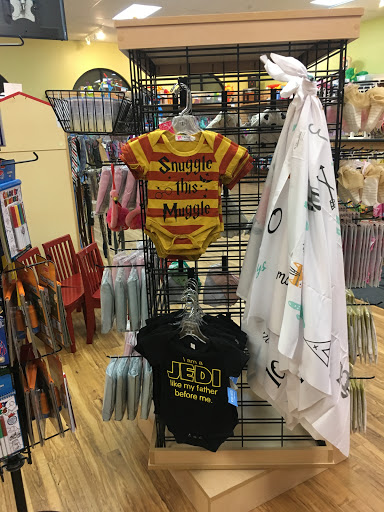 Snuggle
this
Muggle
I am a
JEDI
like my father
before me.